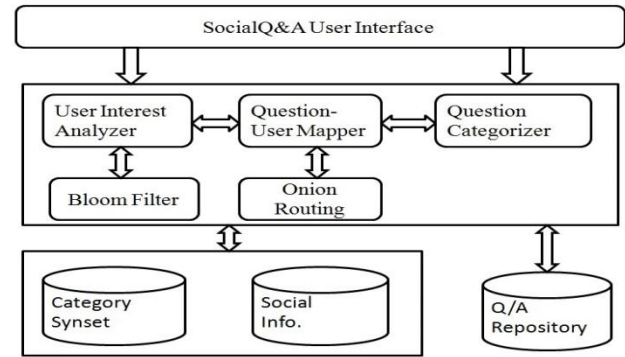 SocialQ&A User Interface
User Interest
Analyzer
Question-
User Mapper
Question
Categorizer
Bloom Filter
Onion
Routing
Category
Synset
Social
Info.
Q/A
Repository